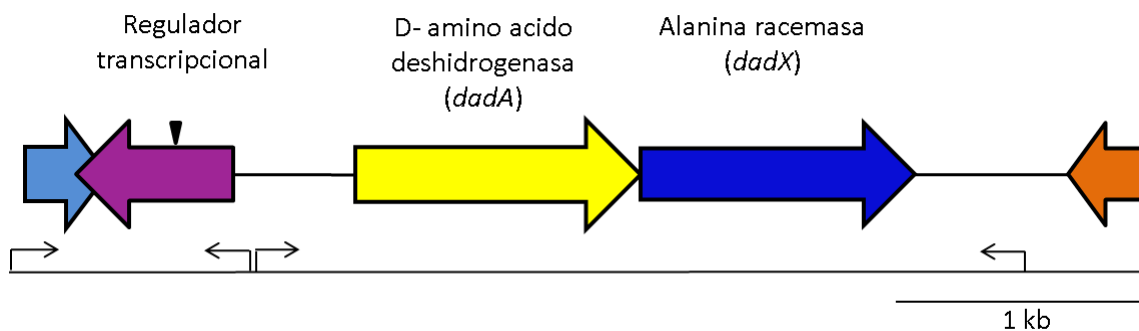 Regulador
transcripcional
D- amino acido
deshidrogenasa
(dadA)
Alanina racemasa
(dadX)
1 kb